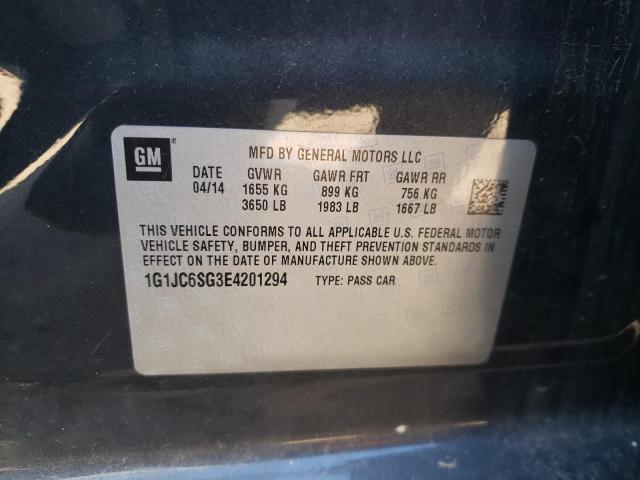 GM
MFD BY GENERAL MOTORS LLC
DATE GVWR GAWR FRT GAWR RR
04/14 1655 KG 899 KG 756 KG
3650 LB 1983 LB 1667 LB
THIS VEHICLE CONFORMS TO ALL APPLICABLE U.S. FEDERAL MOTOR
VEHICLE SAFETY, BUMPER, AND THEFT PREVENTION STANDARDS IN
EFFECT ON THE DATE OF MANUFACTURE SHOWN ABOVE.
1G1JC6SG3E4201294 TYPE: PASS CAR